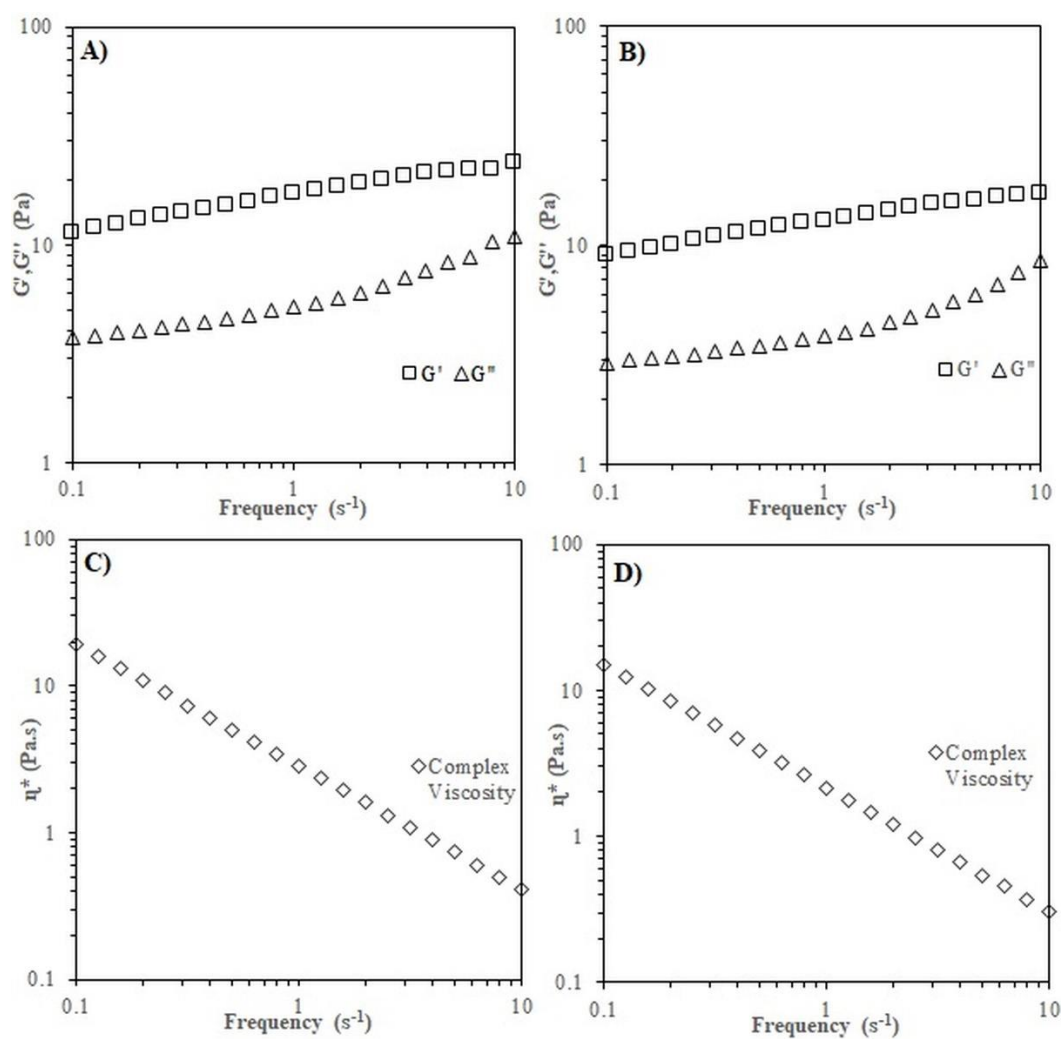 A)
100
10
1
G',G'' (Pa)
□ G' △ G"
0.1 1 10
Frequency (s⁻¹)
B)
100
10
1
G',G'' (Pa)
□ G' △ G"
0.1 1 10
Frequency (s⁻¹)
C)
100
10
1
0.1
η* (Pa.s)
◇ Complex
Viscosity
0.1 1 10
Frequency (s⁻¹)
D)
100
10
1
0.1
η* (Pa.s)
◇ Complex
Viscosity
0.1 1 10
Frequency (s⁻¹)